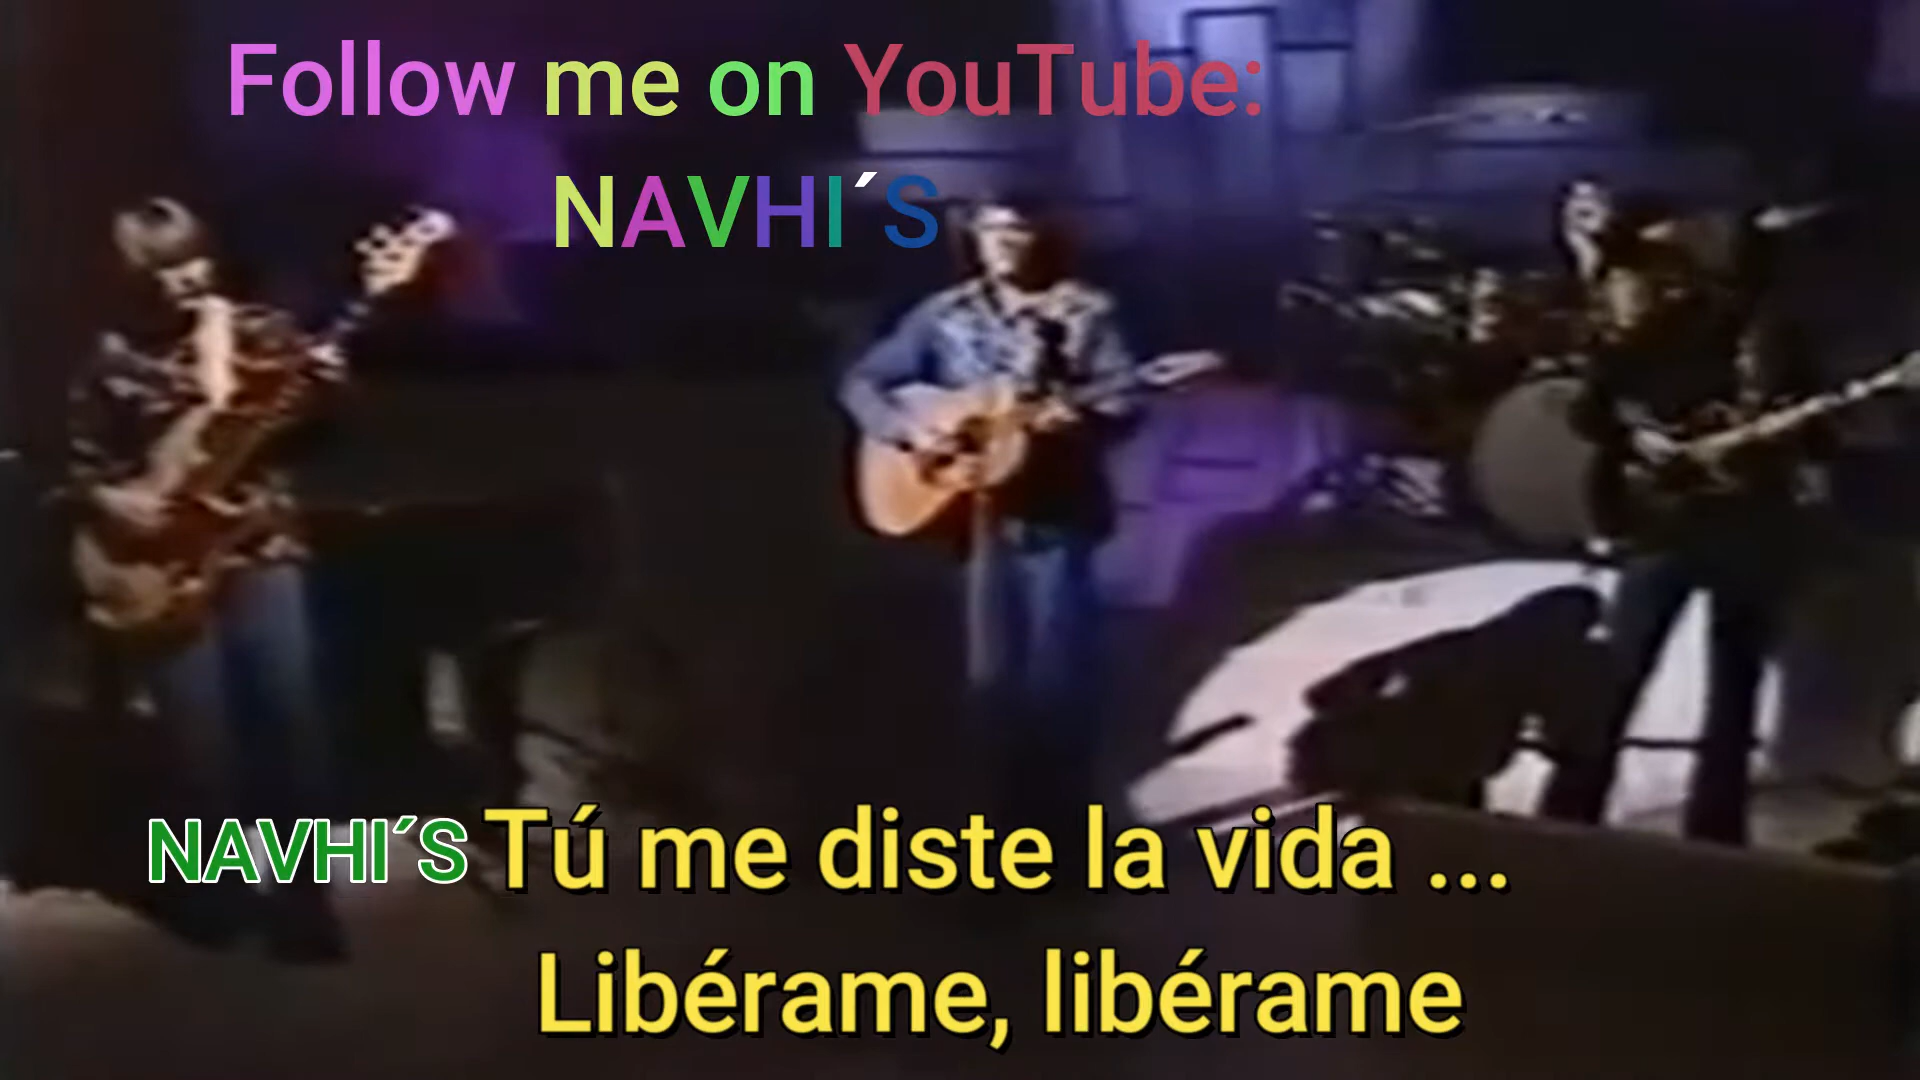 Follow me on YouTube:
NAVHI´S
NAVHI´S Tú me diste la vida ...
Libérame, libérame